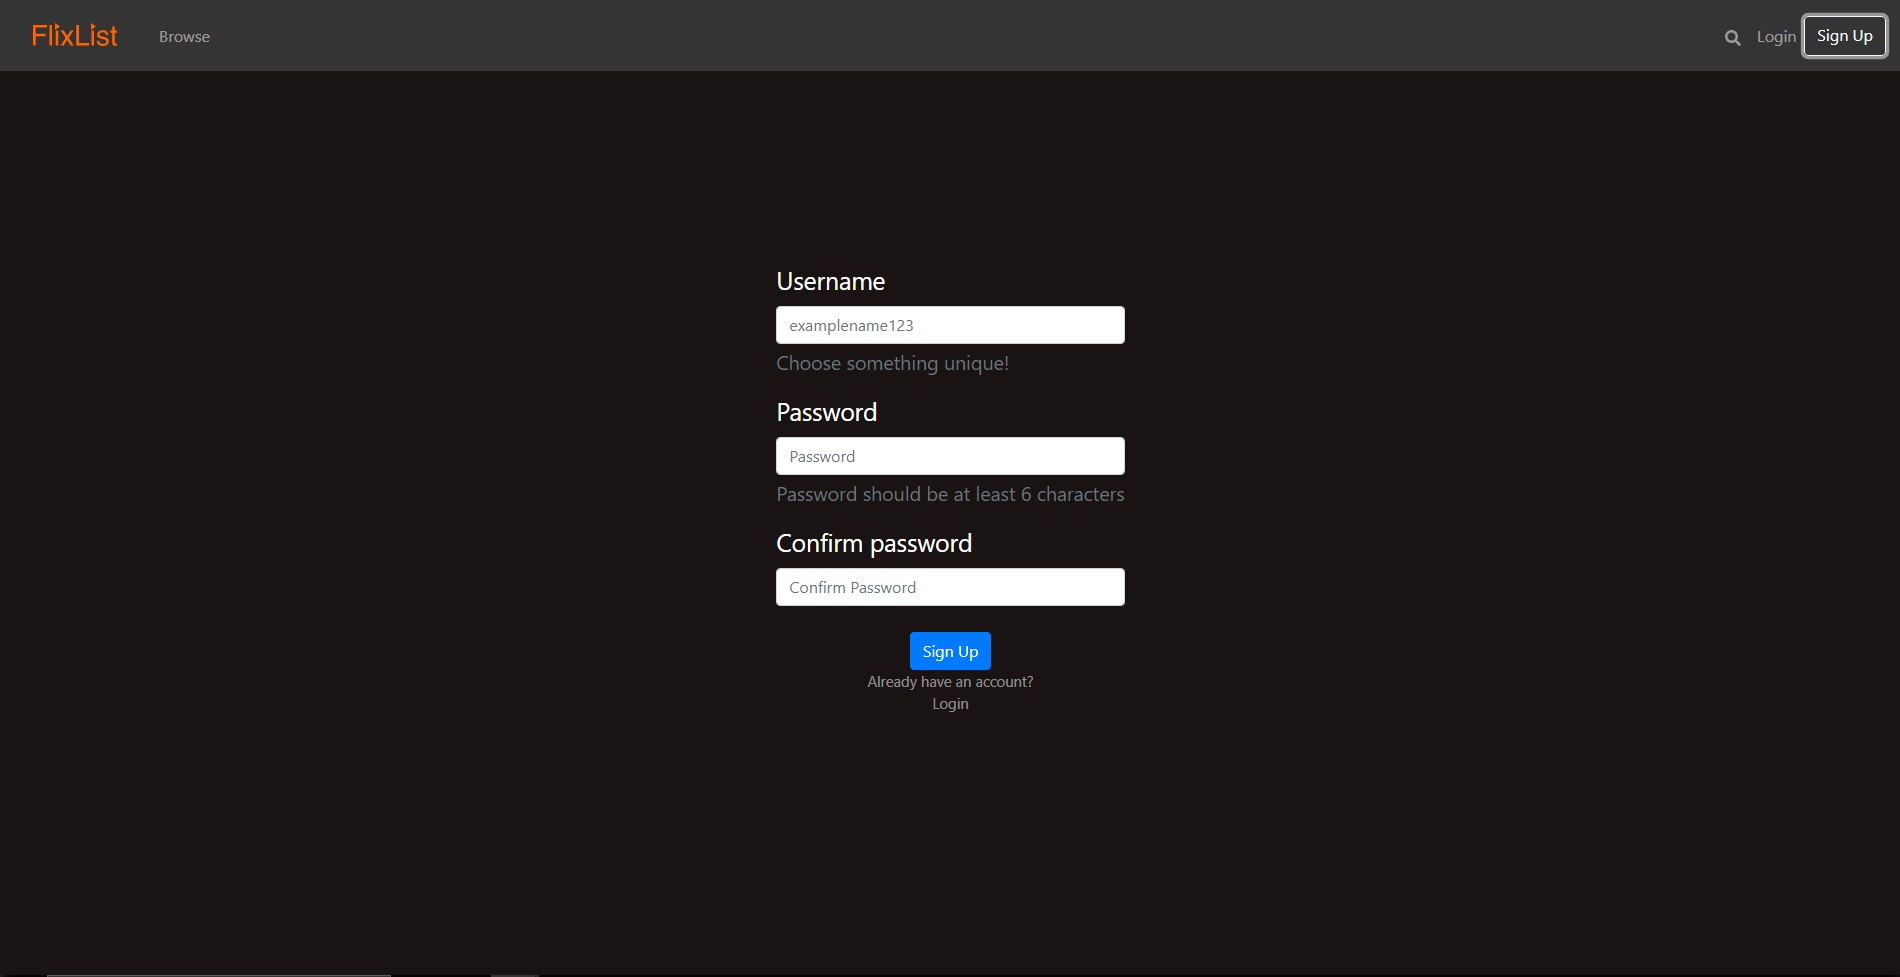 FlixList Browse Login Sign Up
Username
examplename123
Choose something unique!
Password
Password
Password should be at least 6 characters
Confirm password
Confirm Password
Sign Up
Already have an account?
Login